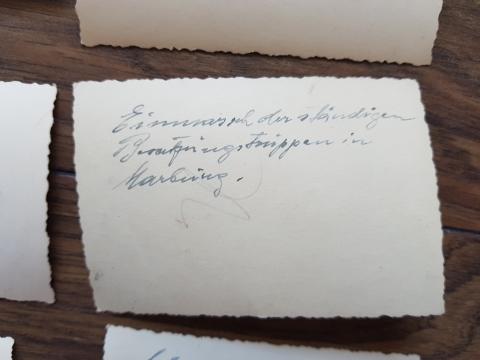 Einmarsch der ständigen
Besatzungstruppen in
Marburg.